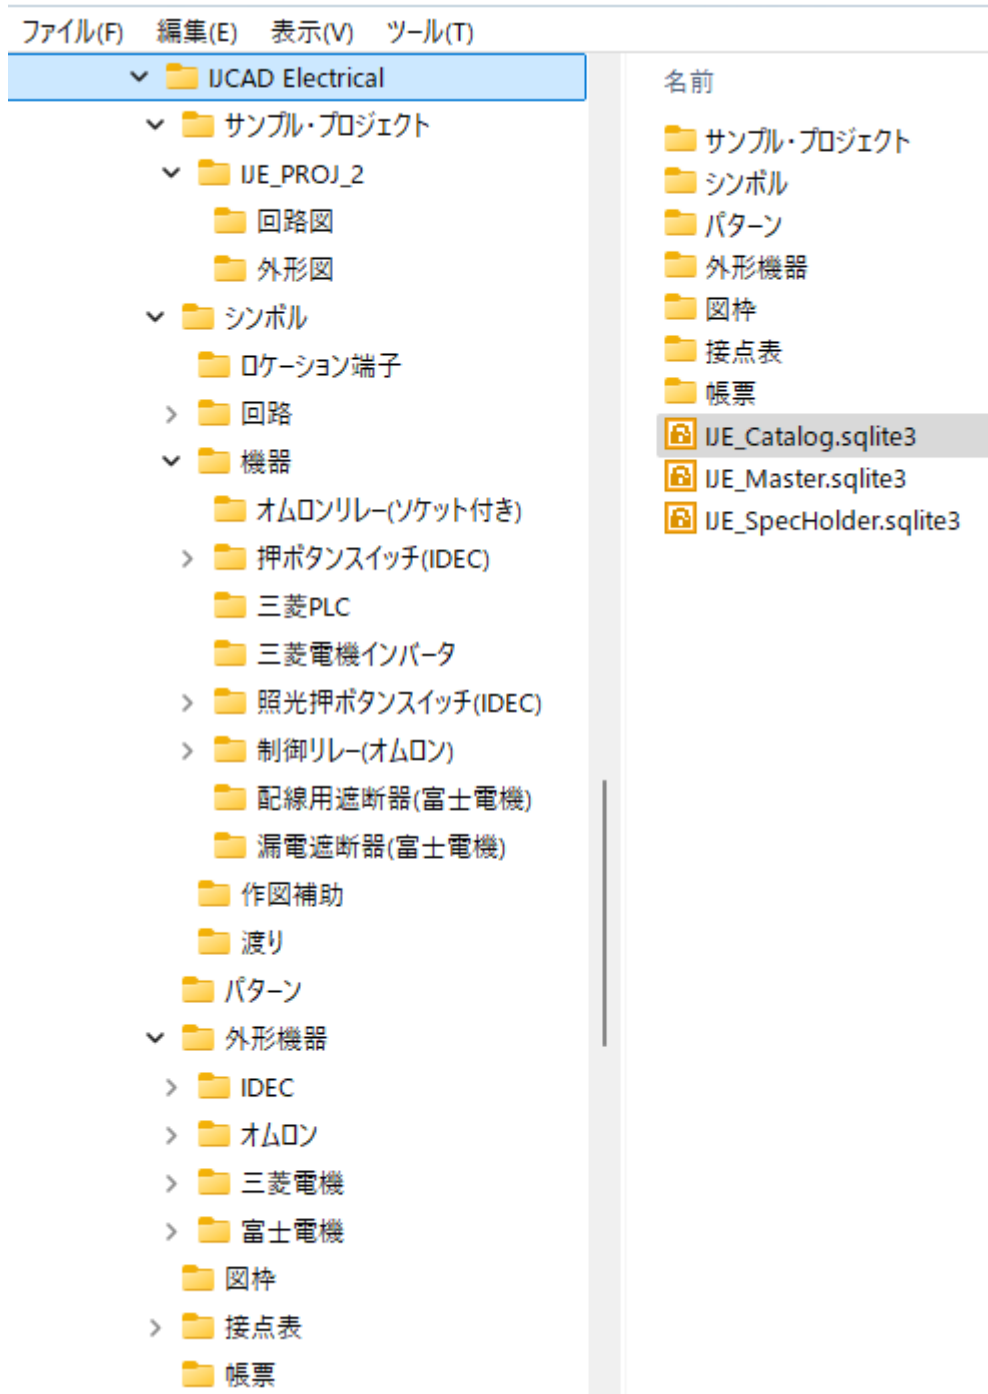 ファイル(F) 編集(E) 表示(V) ツール(T)
IJCAD Electrical
サンプル・プロジェクト
IJE_PROJ_2
回路図
外形図
シンボル
ロケーション端子
回路
機器
オムロンリレー(ソケット付き)
押ボタンスイッチ(IDEC)
三菱PLC
三菱電機インバータ
照光押ボタンスイッチ(IDEC)
制御リレー(オムロン)
配線用遮断器(富士電機)
漏電遮断器(富士電機)
作図補助
渡り
パターン
外形機器
IDEC
オムロン
三菱電機
富士電機
図枠
接点表
帳票
名前
サンプル・プロジェクト
シンボル
パターン
外形機器
図枠
接点表
帳票
IJE_Catalog.sqlite3
IJE_Master.sqlite3
IJE_SpecHolder.sqlite3